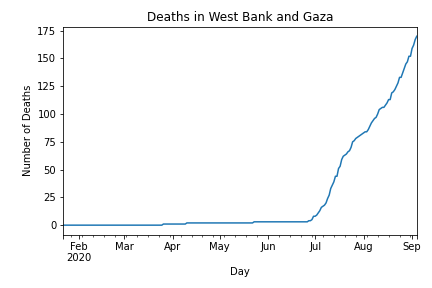 Deaths in West Bank and Gaza
Number of Deaths
175
150
125
100
75
50
25
0
Feb Mar Apr May Jun Jul Aug Sep
2020
Day